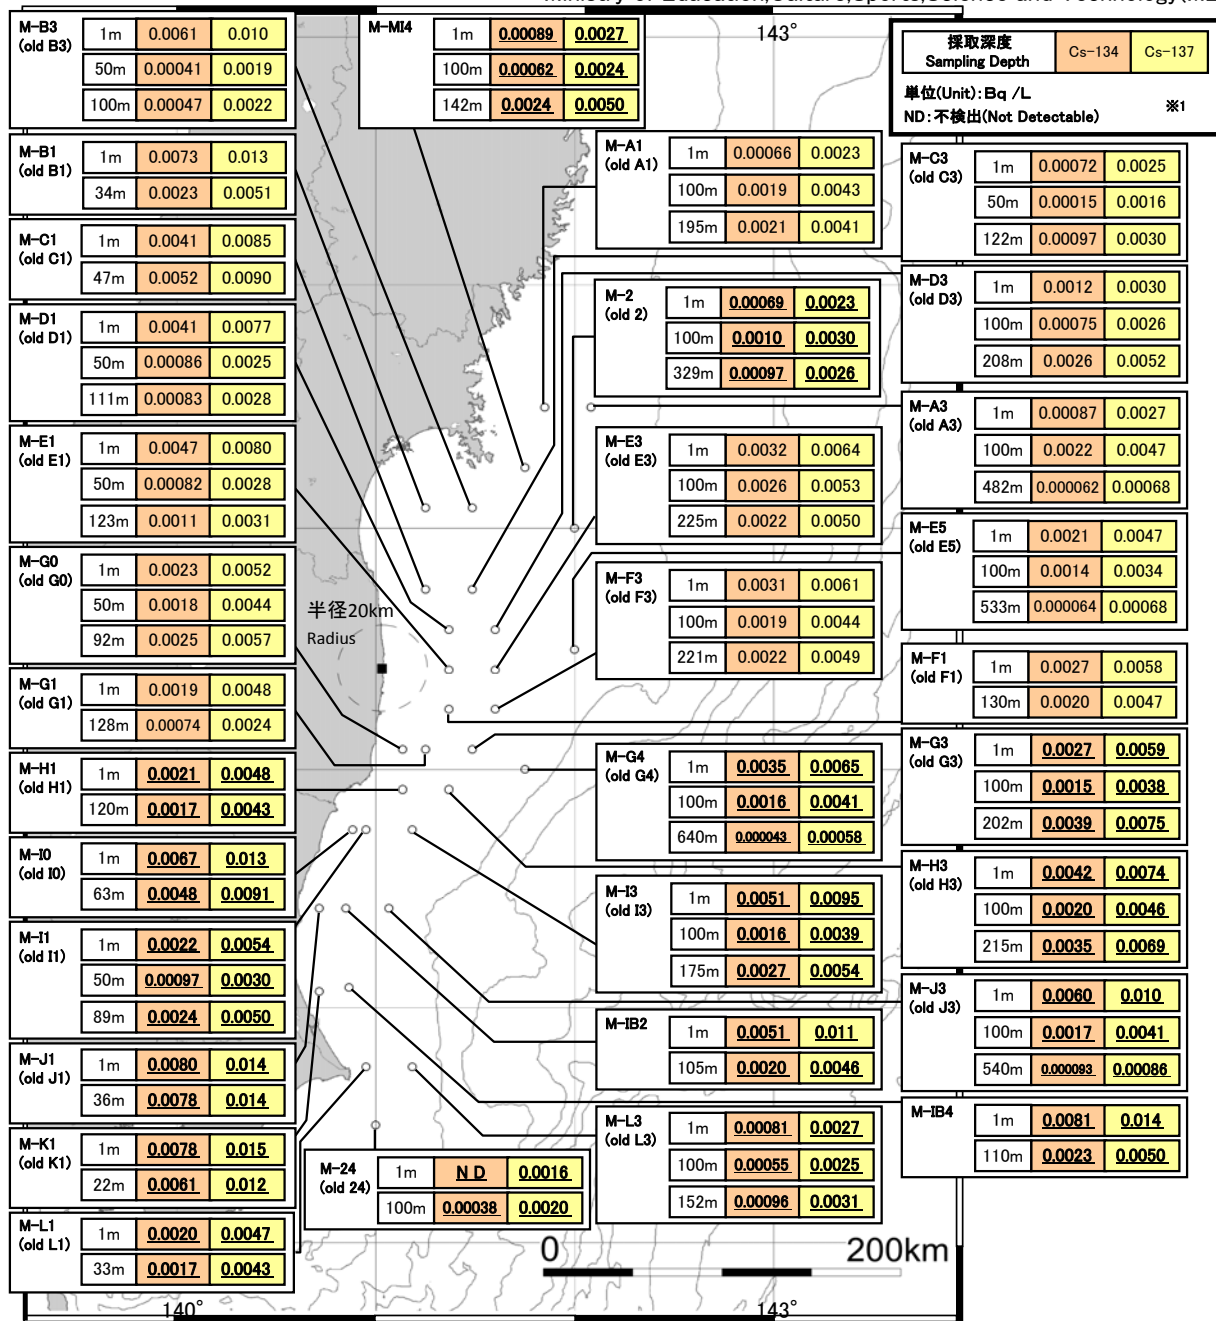 143°
採取深度
Sampling Depth Cs-134 Cs-137
単位(Unit):Bq /L
ND:不検出(Not Detectable) ※1
M-B3
(old B3)
1m 0.0061 0.010
50m 0.00041 0.0019
100m 0.00047 0.0022
M-MI4
1m 0.00089 0.0027
100m 0.00062 0.0024
142m 0.0024 0.0050
M-B1
(old B1)
1m 0.0073 0.013
34m 0.0023 0.0051
M-A1
(old A1)
1m 0.00066 0.0023
100m 0.0019 0.0043
195m 0.0021 0.0041
M-C3
(old C3)
1m 0.00072 0.0025
50m 0.00015 0.0016
122m 0.00097 0.0030
M-C1
(old C1)
1m 0.0041 0.0085
47m 0.0052 0.0090
M-2
(old 2)
1m 0.00069 0.0023
100m 0.0010 0.0030
329m 0.00097 0.0026
M-D3
(old D3)
1m 0.0012 0.0030
100m 0.00075 0.0026
208m 0.0026 0.0052
M-D1
(old D1)
1m 0.0041 0.0077
50m 0.00086 0.0025
111m 0.00083 0.0028
M-A3
(old A3)
1m 0.00087 0.0027
100m 0.0022 0.0047
482m 0.000062 0.00068
M-E1
(old E1)
1m 0.0047 0.0080
50m 0.00082 0.0028
123m 0.0011 0.0031
M-E3
(old E3)
1m 0.0032 0.0064
100m 0.0026 0.0053
225m 0.0022 0.0050
M-E5
(old E5)
1m 0.0021 0.0047
100m 0.0014 0.0034
533m 0.000064 0.00068
M-G0
(old G0)
1m 0.0023 0.0052
50m 0.0018 0.0044
92m 0.0025 0.0057
半径20km
Radius
M-F3
(old F3)
1m 0.0031 0.0061
100m 0.0019 0.0044
221m 0.0022 0.0049
M-F1
(old F1)
1m 0.0027 0.0058
130m 0.0020 0.0047
M-G1
(old G1)
1m 0.0019 0.0048
128m 0.00074 0.0024
M-G4
(old G4)
1m 0.0035 0.0065
100m 0.0016 0.0041
640m 0.000043 0.00058
M-G3
(old G3)
1m 0.0027 0.0059
100m 0.0015 0.0038
202m 0.0039 0.0075
M-H1
(old H1)
1m 0.0021 0.0048
120m 0.0017 0.0043
M-I0
(old I0)
1m 0.0067 0.013
63m 0.0048 0.0091
M-I3
(old I3)
1m 0.0051 0.0095
100m 0.0016 0.0039
175m 0.0027 0.0054
M-H3
(old H3)
1m 0.0042 0.0074
100m 0.0020 0.0046
215m 0.0035 0.0069
M-I1
(old I1)
1m 0.0022 0.0054
50m 0.00097 0.0030
89m 0.0024 0.0050
M-IB2
1m 0.0051 0.011
105m 0.0020 0.0046
M-J3
(old J3)
1m 0.0060 0.010
100m 0.0017 0.0041
540m 0.000093 0.00086
M-J1
(old J1)
1m 0.0080 0.014
36m 0.0078 0.014
M-IB4
1m 0.0081 0.014
110m 0.0023 0.0050
M-K1
(old K1)
1m 0.0078 0.015
22m 0.0061 0.012
M-24
(old 24)
1m N D 0.0016
100m 0.00038 0.0020
M-L3
(old L3)
1m 0.00081 0.0027
100m 0.00055 0.0025
152m 0.00096 0.0031
M-L1
(old L1)
1m 0.0020 0.0047
33m 0.0017 0.0043
0 200km
140° 143°